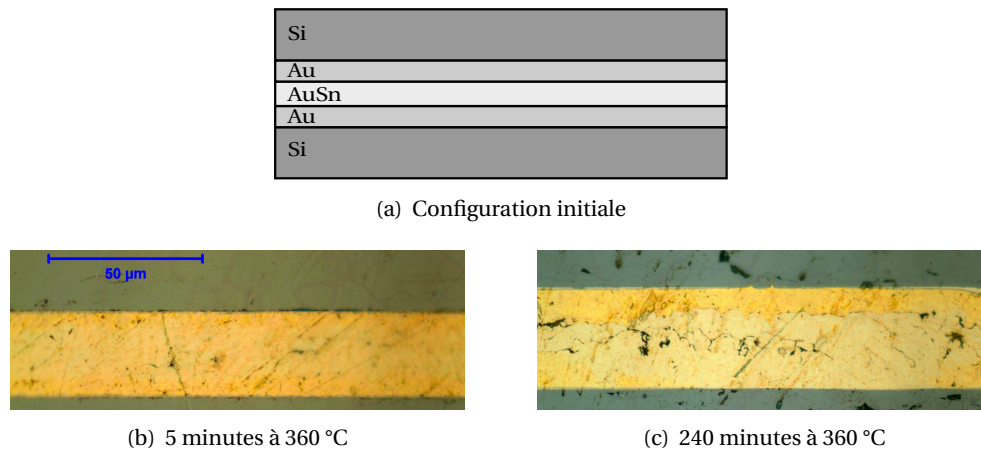 Si
Au
AuSn
Au
Si
(a) Configuration initiale
50 µm
(b) 5 minutes à 360 °C
(c) 240 minutes à 360 °C